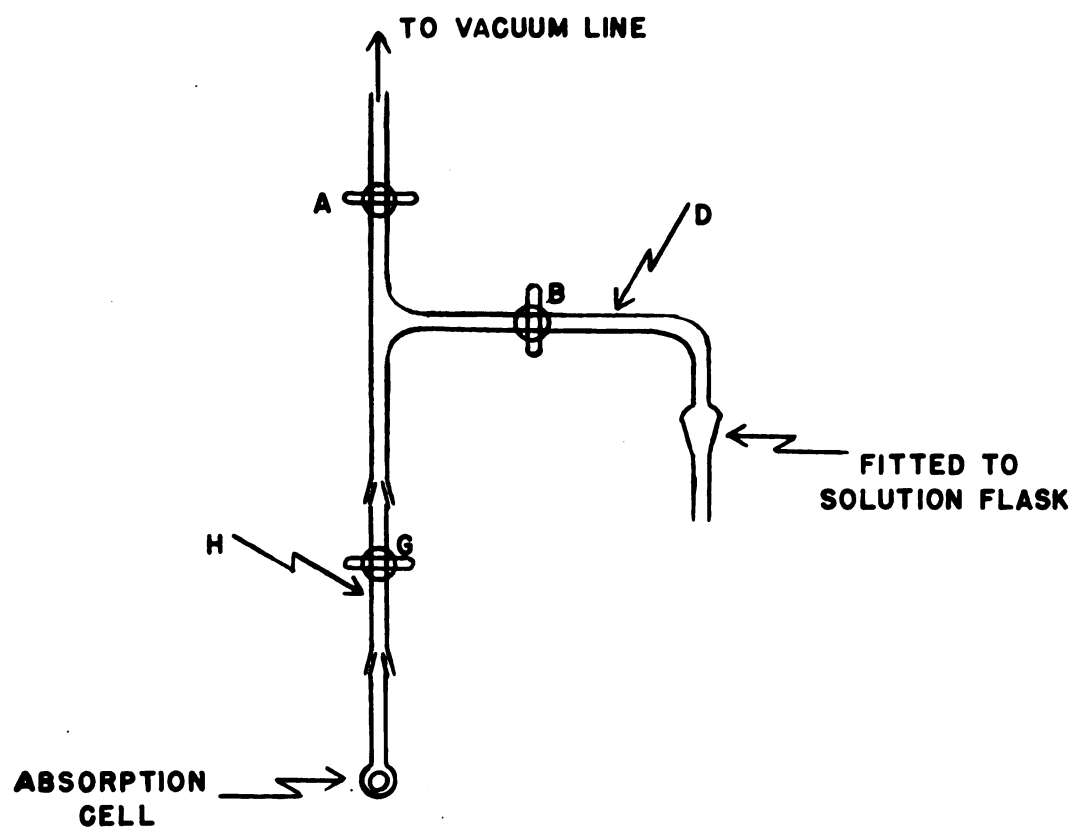 TO VACUUM LINE
A
D
B
FITTED TO
SOLUTION FLASK
H
G
ABSORPTION
CELL